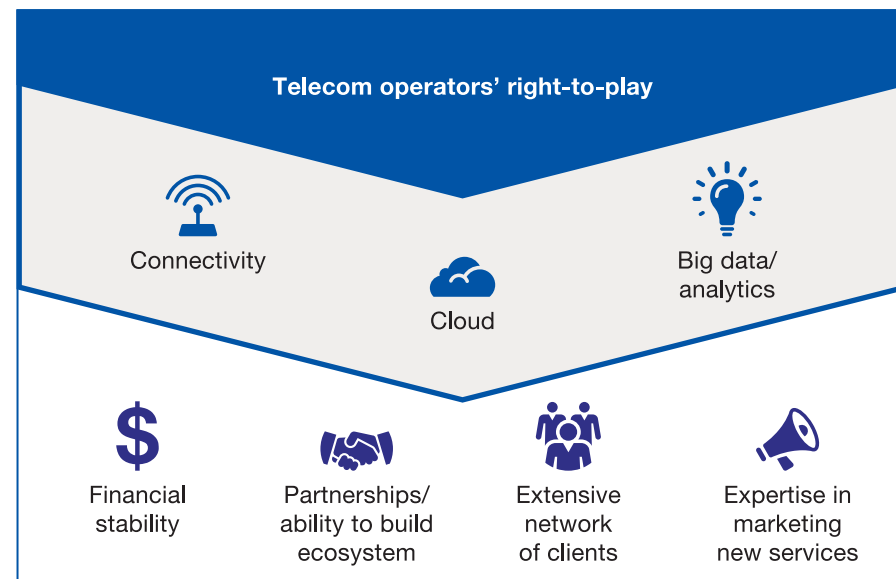 Telecom operators’ right-to-play
Connectivity
Cloud
Big data/
analytics
$
Financial
stability
Partnerships/
ability to build
ecosystem
Extensive
network
of clients
Expertise in
marketing
new services